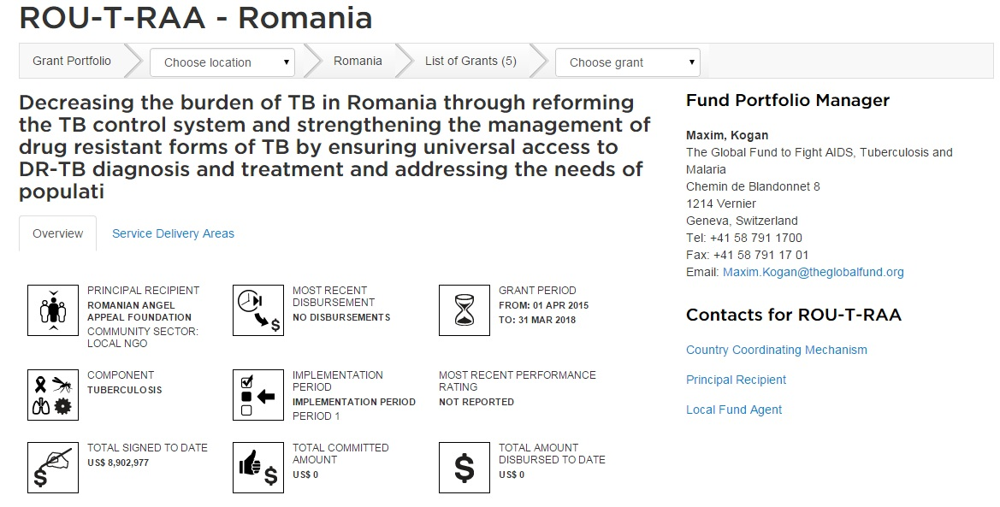 ROU-T-RAA - Romania
Grant Portfolio
Choose location
Romania
List of Grants (5)
Choose grant
Decreasing the burden of TB in Romania through reforming
the TB control system and strengthening the management of
drug resistant forms of TB by ensuring universal access to
DR-TB diagnosis and treatment and addressing the needs of
populati
Overview
Service Delivery Areas
PRINCIPAL RECIPIENT
ROMANIAN ANGEL
APPEAL FOUNDATION
COMMUNITY SECTOR:
LOCAL NGO
MOST RECENT
DISBURSEMENT
NO DISBURSEMENTS
GRANT PERIOD
FROM: 01 APR 2015
TO: 31 MAR 2018
COMPONENT
TUBERCULOSIS
IMPLEMENTATION
PERIOD
IMPLEMENTATION PERIOD
PERIOD 1
MOST RECENT PERFORMANCE
RATING
NOT REPORTED
$
TOTAL SIGNED TO DATE
US$ 8,902,977
$
TOTAL COMMITTED
AMOUNT
US$ 0
$
TOTAL AMOUNT
DISBURSED TO DATE
US$ 0
Fund Portfolio Manager
Maxim, Kogan
The Global Fund to Fight AIDS, Tuberculosis and
Malaria
Chemin de Blandonnet 8
1214 Vernier
Geneva, Switzerland
Tel: +41 58 791 1700
Fax: +41 58 791 17 01
Email: Maxim.Kogan@theglobalfund.org
Contacts for ROU-T-RAA
Country Coordinating Mechanism
Principal Recipient
Local Fund Agent